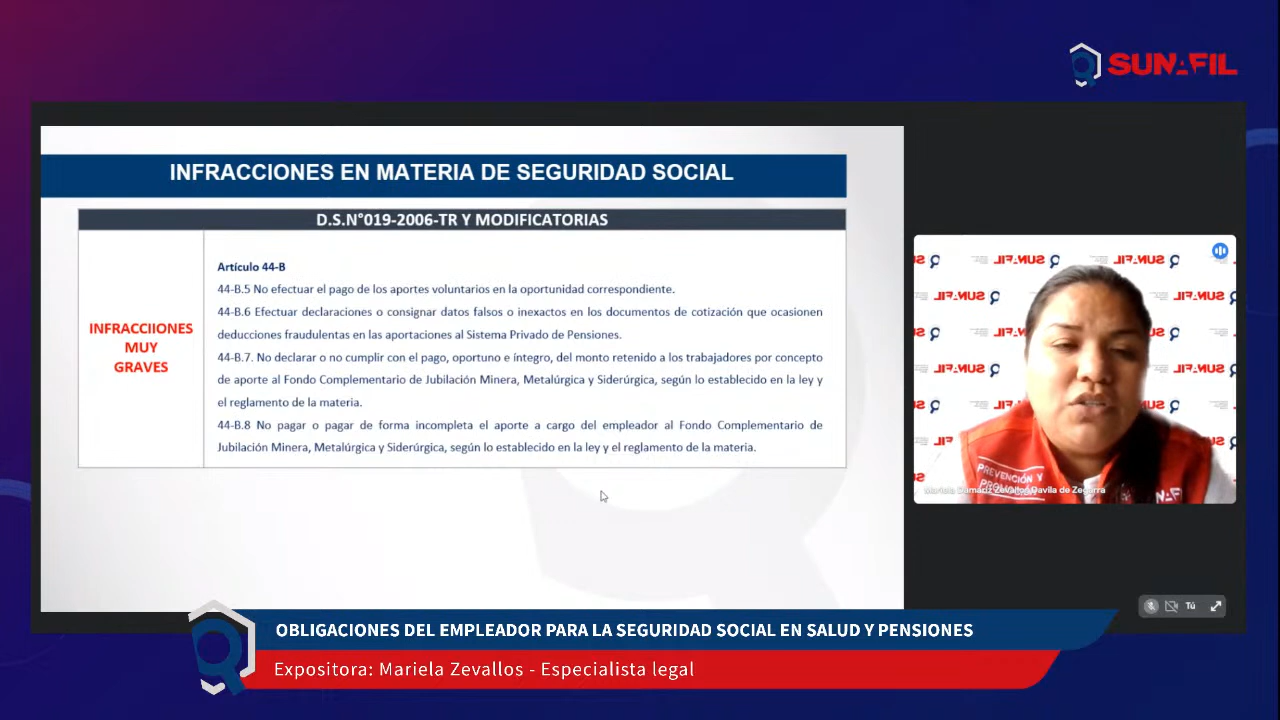 SUNAFIL
INFRACCIONES EN MATERIA DE SEGURIDAD SOCIAL
D.S.N°019-2006-TR Y MODIFICATORIAS
INFRACCIIONES
MUY
GRAVES
Artículo 44-B
44-B.5 No efectuar el pago de los aportes voluntarios en la oportunidad correspondiente.
44-B.6 Efectuar declaraciones o consignar datos falsos o inexactos en los documentos de cotización que ocasionen
deducciones fraudulentas en las aportaciones al Sistema Privado de Pensiones.
44-B.7. No declarar o no cumplir con el pago, oportuno e íntegro, del monto retenido a los trabajadores por concepto
de aporte al Fondo Complementario de Jubilación Minera, Metalúrgica y Siderúrgica, según lo establecido en la ley y
el reglamento de la materia.
44-B.8 No pagar o pagar de forma incompleta el aporte a cargo del empleador al Fondo Complementario de
Jubilación Minera, Metalúrgica y Siderúrgica, según lo establecido en la ley y el reglamento de la materia.
PREVENCIÓN Y
Mariela Damariz Zevallos Davila de Zegarra
Tú
OBLIGACIONES DEL EMPLEADOR PARA LA SEGURIDAD SOCIAL EN SALUD Y PENSIONES
Expositora: Mariela Zevallos - Especialista legal